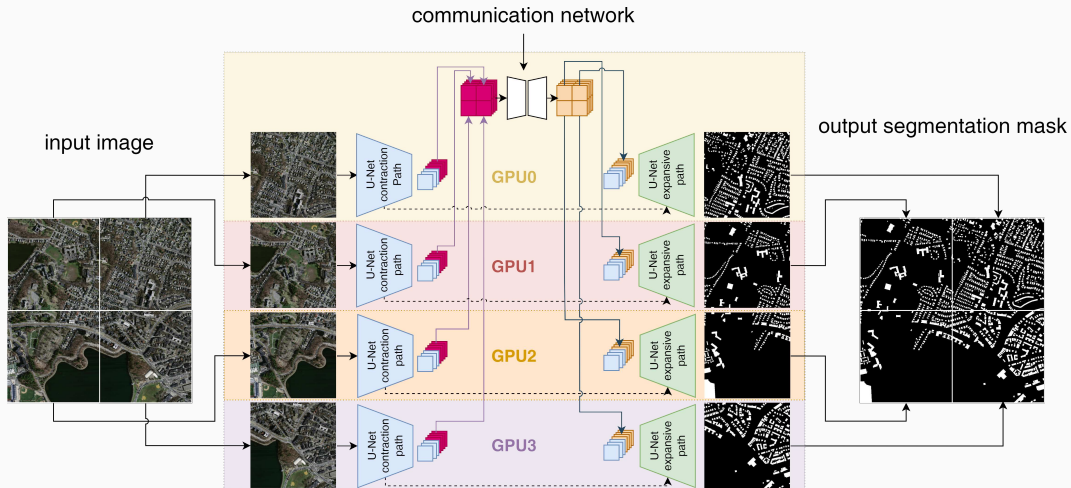 communication network
input image
output segmentation mask
U-Net
contraction
Path
GPU0
U-Net
expansive
path
U-Net
contraction
path
GPU1
U-Net
expansive
path
U-Net
contraction
path
GPU2
U-Net
expansive
path
U-Net
contraction
path
GPU3
U-Net
expansive
path